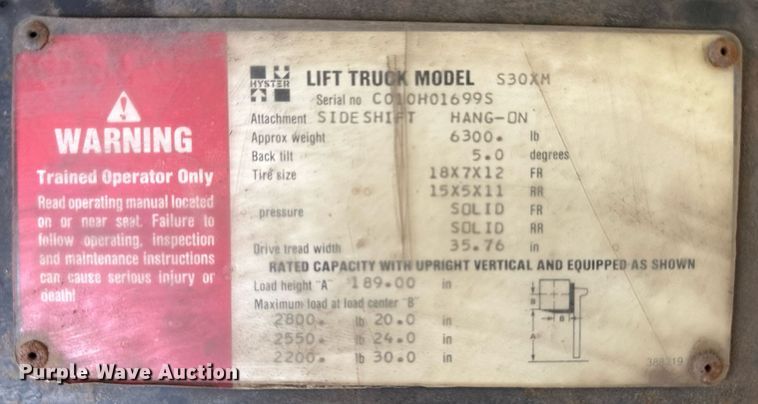 WARNING
Trained Operator Only
Read operating manual located
on or near seat. Failure to
follow operating, inspection
and maintenance instructions
can cause serious injury or
death!
HYSTER
LIFT TRUCK MODEL S30XM
Serial no C010H01699S
Attachment SIDESHIFT HANG-ON
Approx weight 6300. lb
Back tilt 5.0 degrees
Tire size 18X7X12 FR
15X5X11 RR
pressure SOLID FR
SOLID RR
Drive tread width 35.76 in
RATED CAPACITY WITH UPRIGHT VERTICAL AND EQUIPPED AS SHOWN
Load height "A" 189.00 in
Maximum load at load center "B"
2800. lb 20.0 in
2550. lb 24.0 in
2200. lb 30.0 in
B
B
A
388219
Purple Wave Auction